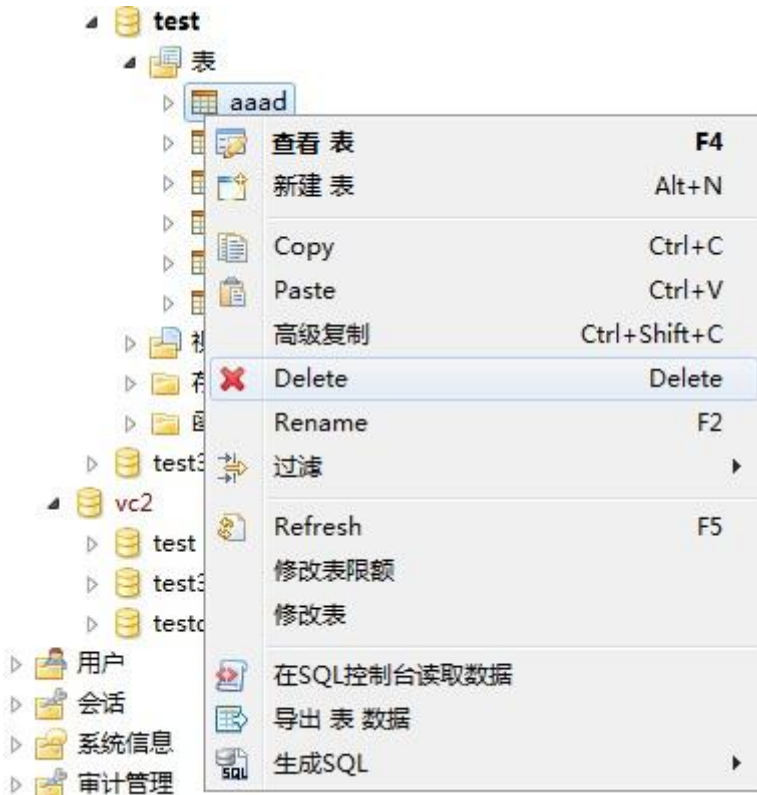 test
表
aaad
查看 表 F4
新建 表 Alt+N
Copy Ctrl+C
Paste Ctrl+V
高级复制 Ctrl+Shift+C
Delete Delete
Rename F2
test3 过滤
vc2
Refresh F5
test
修改表限额
test3
修改表
用户
在SQL控制台读取数据
会话
导出 表 数据
系统信息
生成SQL
审计管理